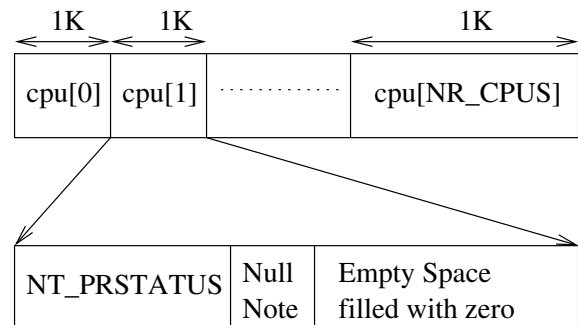 1K 1K 1K
cpu[0] cpu[1] ............... cpu[NR_CPUS]
NT_PRSTATUS Null Note Empty Space filled with zero